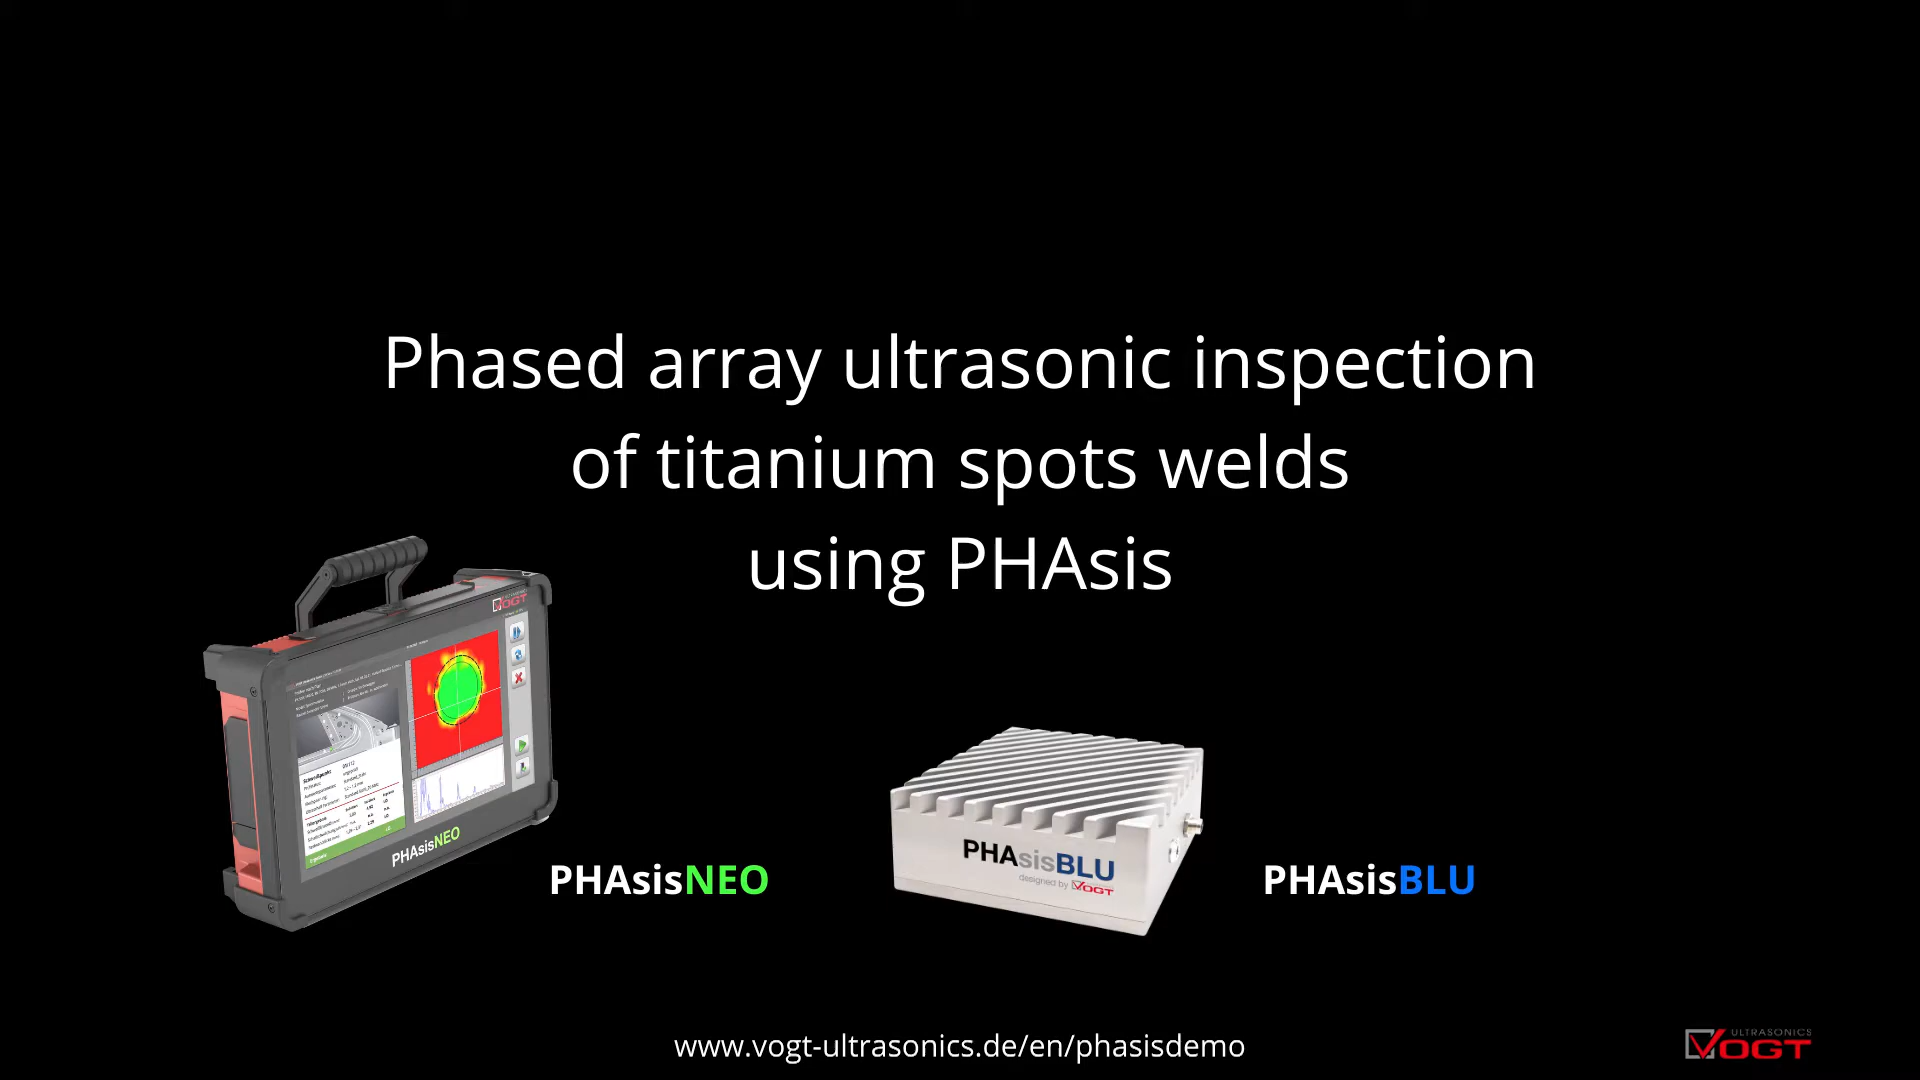 Phased array ultrasonic inspection
of titanium spots welds
using PHAsis
VOGT
PHAsisNEO
PHAsisBLU
designed by VOGT
PHAsisNEO
PHAsisBLU
www.vogt-ultrasonics.de/en/phasisdemo
ULTRASONICS
VOGT